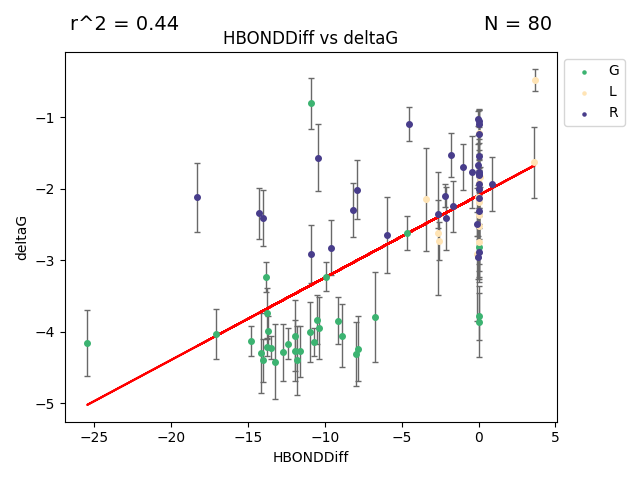 r^2 = 0.44
N = 80
HBONDDiff vs deltaG
G
L
R
deltaG
−1
−2
−3
−4
−5
−25
−20
−15
−10
−5
0
5
HBONDDiff